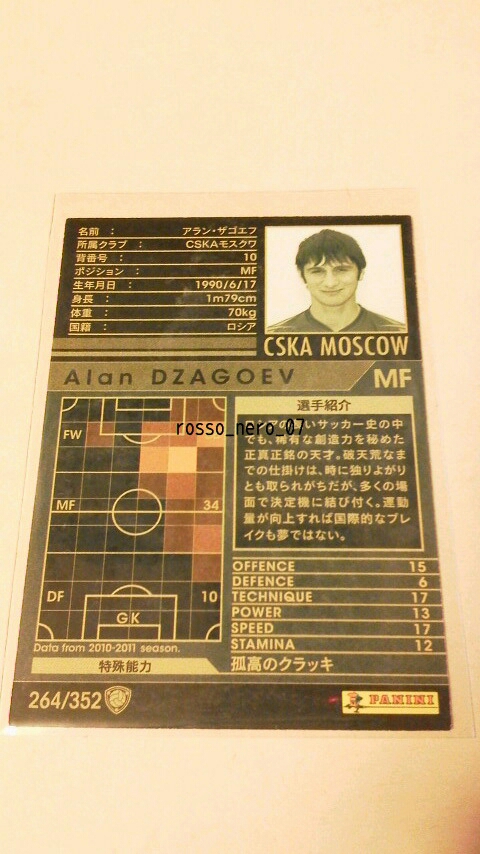 名前 : アラン・ザゴエフ
所属クラブ : CSKAモスクワ
背番号 : 10
ポジション : MF
生年月日 : 1990/6/17
身長 : 1m79cm
体重 : 70kg
国籍 : ロシア
CSKA MOSCOW
Alan DZAGOEV MF
FW
MF 34
DF 10
GK
Data from 2010-2011 season.
選手紹介
rosso_nero_07
いサッカー史の中
でも、稀有な創造力を秘めた
正真正銘の天才。破天荒なま
での仕掛けは、時に独りよがり
とも取られがちだが、多くの場
面で決定機に結び付く。運動
量が向上すれば国際的なブレ
イクも夢ではない。
OFFENCE 15
DEFENCE 6
TECHNIQUE 17
POWER 13
SPEED 17
STAMINA 12
特殊能力 孤高のクラッキ
264/352
PANINI